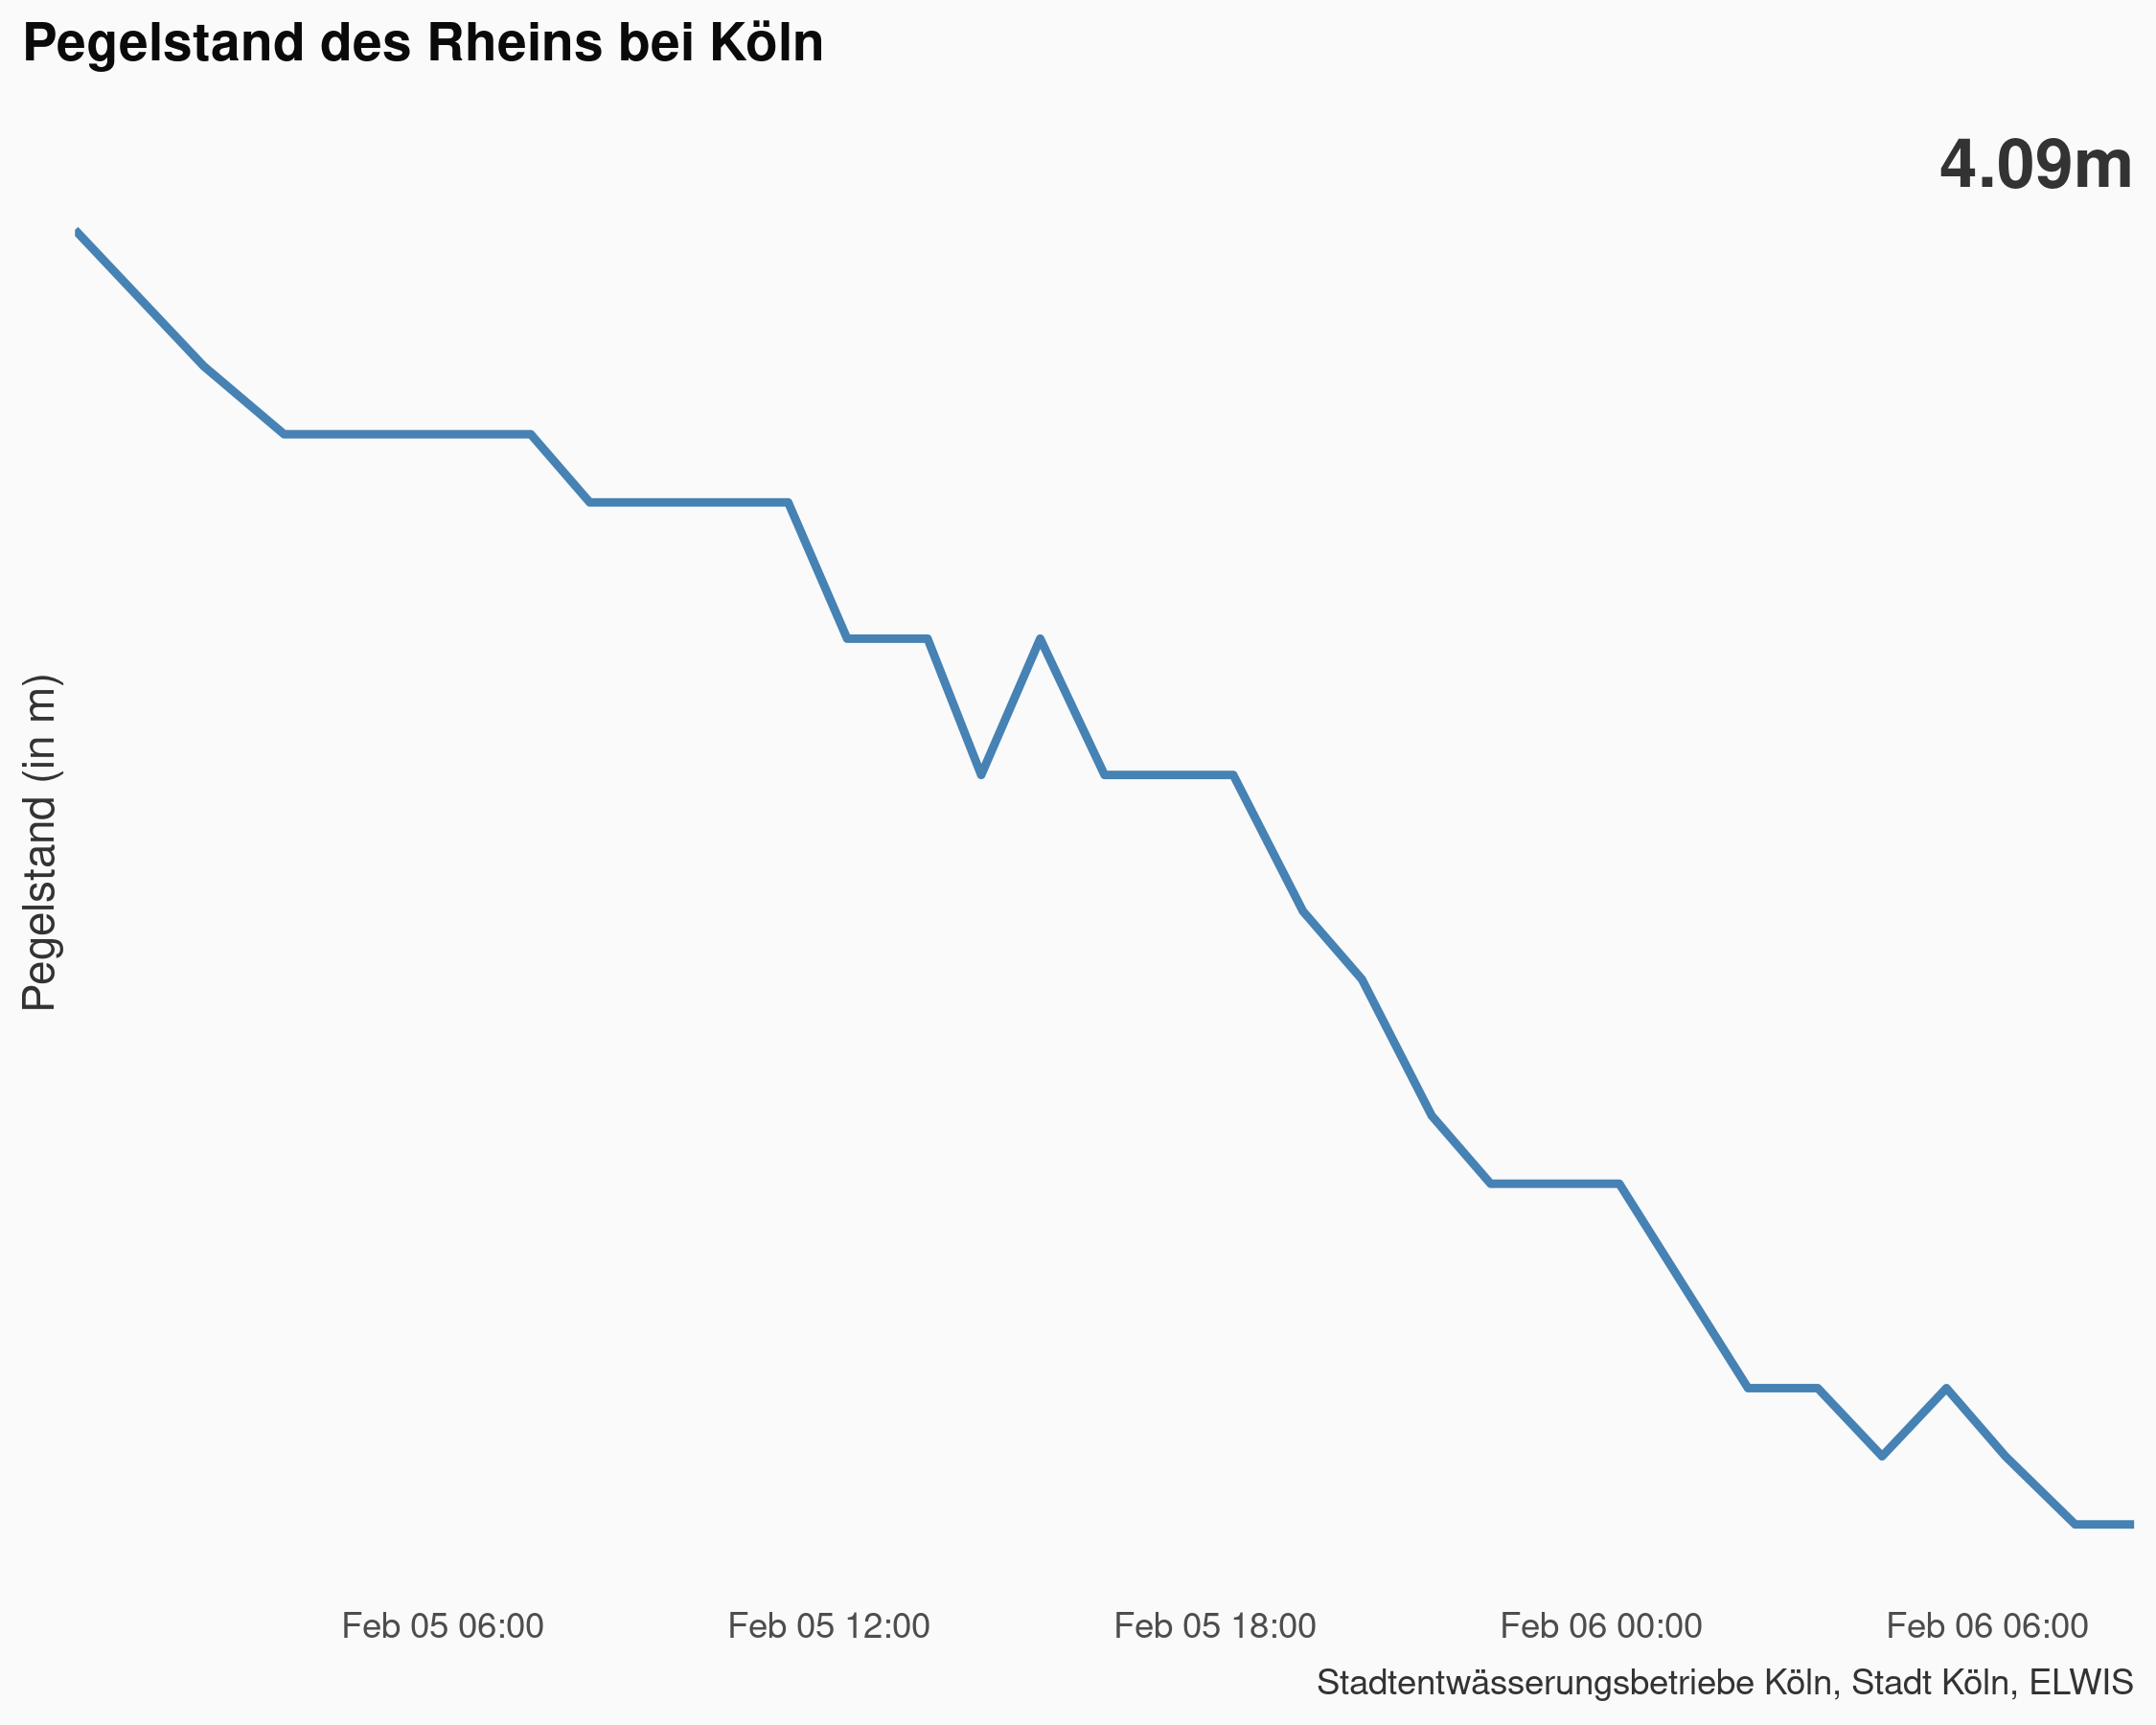 Pegelstand des Rheins bei Köln
4.09m
Pegelstand (in m)
Feb 05 06:00
Feb 05 12:00
Feb 05 18:00
Feb 06 00:00
Feb 06 06:00
Stadtentwässerungsbetriebe Köln, Stadt Köln, ELWIS